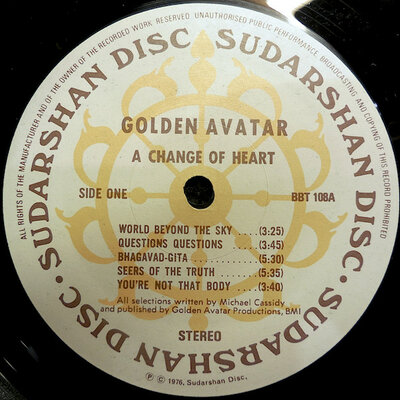 ALL RIGHTS OF THE MANUFACTURER AND OF THE OWNER OF THE RECORDED WORK RESERVED. UNAUTHORISED PUBLIC PERFORMANCE, BROADCASTING AND COPYING OF THIS RECORD PROHIBITED
SUDARSHAN DISC · SUDARSHAN DISC · SUDARSHAN DISC ·
GOLDEN AVATAR
A CHANGE OF HEART
SIDE ONE
BBT 108A
WORLD BEYOND THE SKY ....(3:25)
QUESTIONS QUESTIONS ....(3:45)
BHAGAVAD-GITA ..........(5:30)
SEERS OF THE TRUTH ......(5:35)
YOU'RE NOT THAT BODY ....(3:40)
All selections written by Michael Cassidy
and published by Golden Avatar Productions, BMI
STEREO
℗ © 1976, Sudarshan Disc.